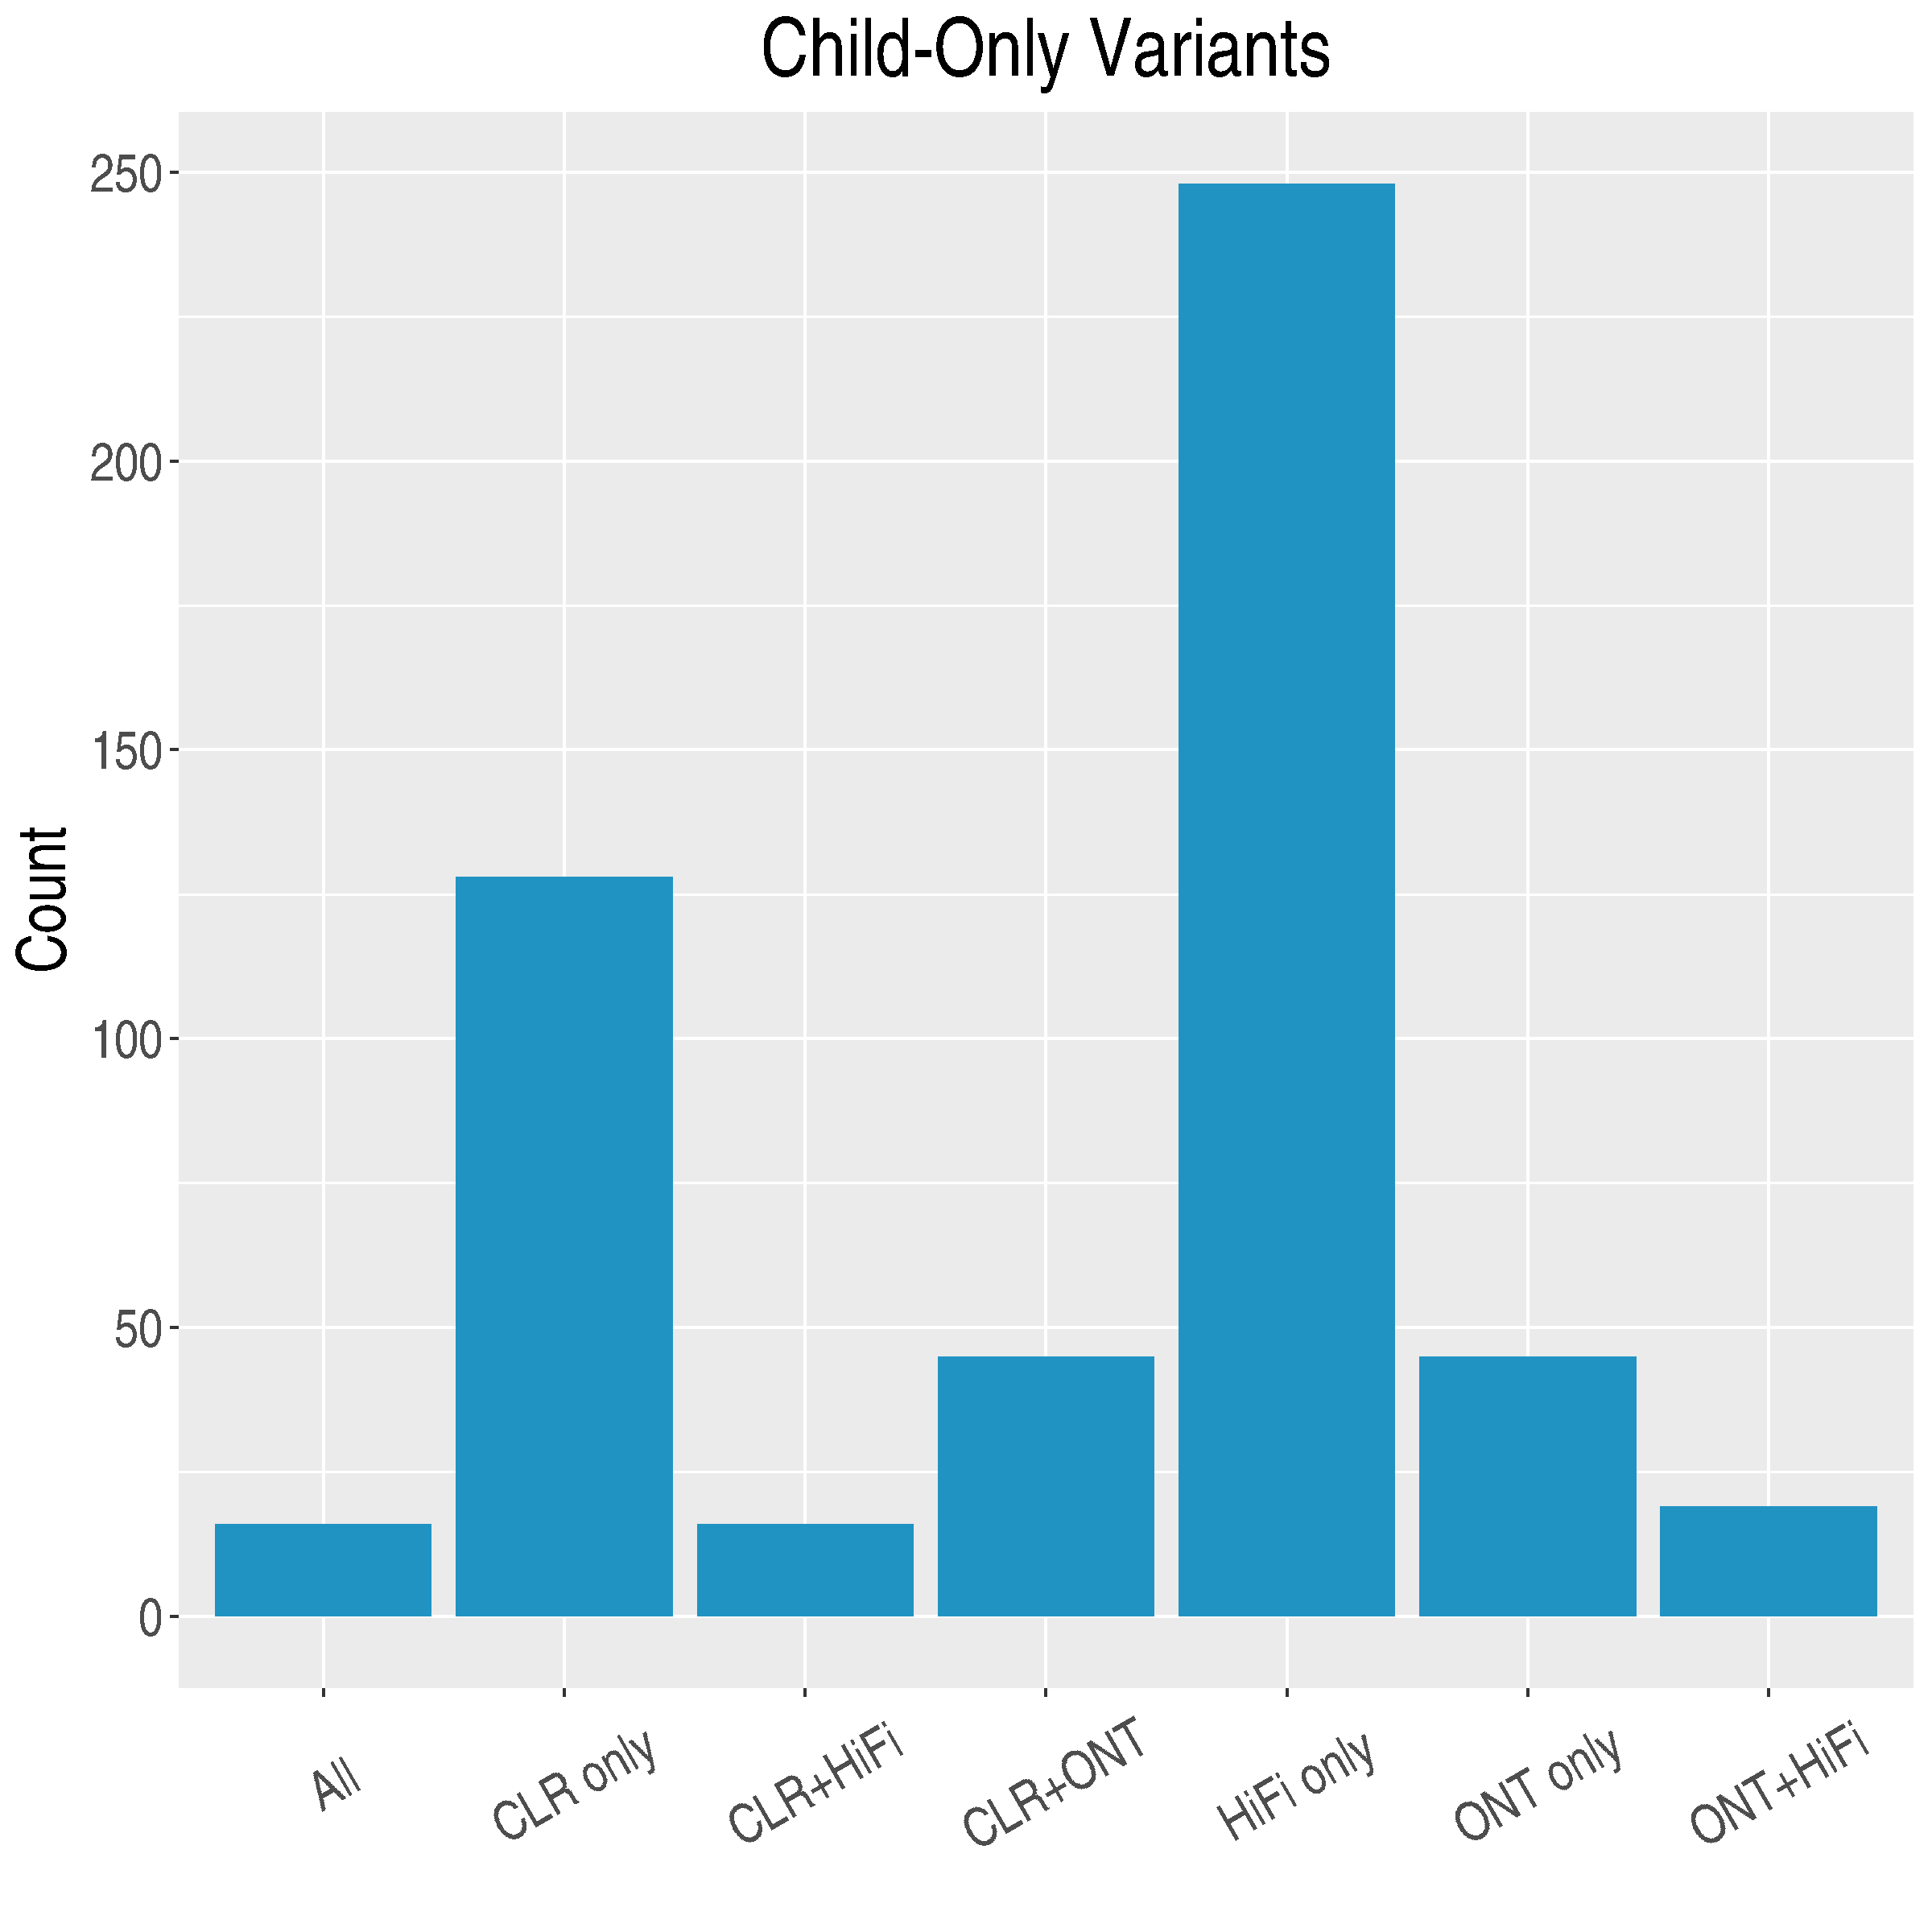 Child-Only Variants
Count
250
200
150
100
50
0
All
CLR only
CLR+HiFi
CLR+ONT
HiFi only
ONT only
ONT+HiFi